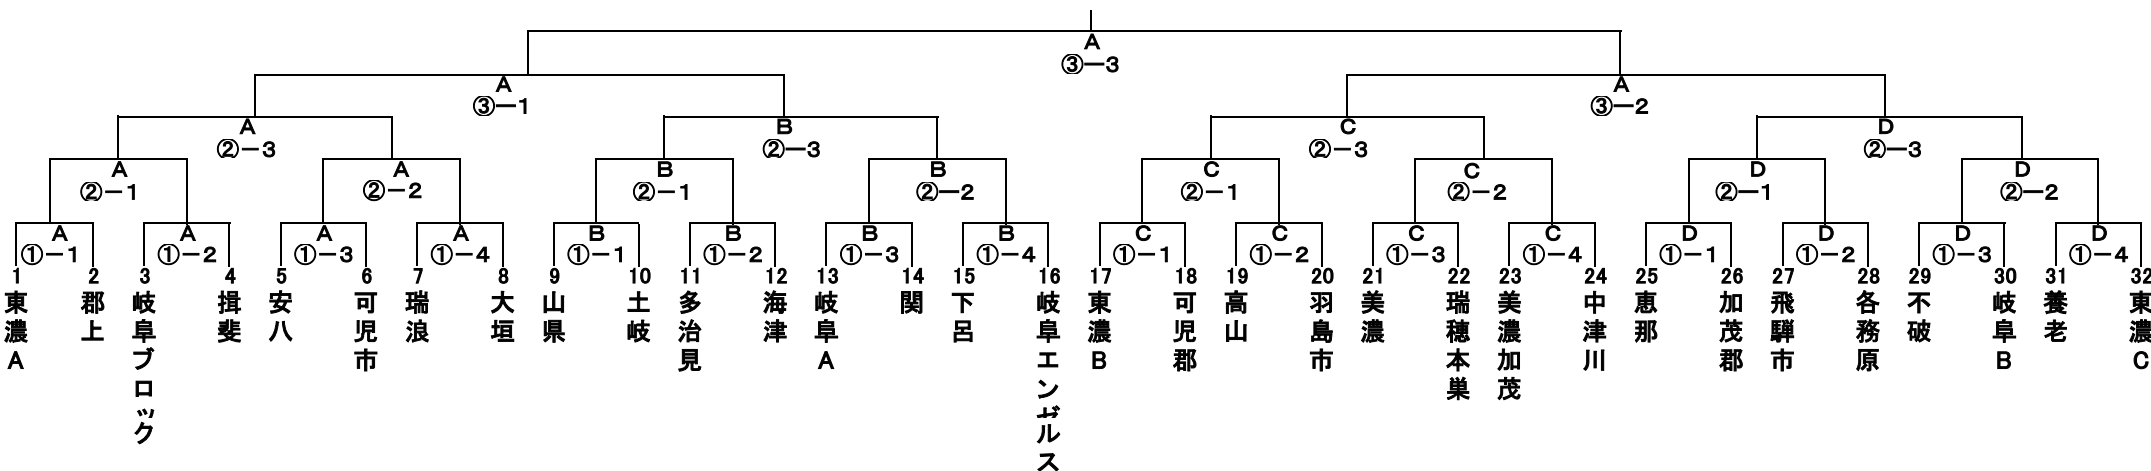 A
③－3
A
③－1
A
③－2
A
②－3
B
②－3
C
②－3
D
②－3
A
②－1
A
②－2
B
②－1
B
②－2
C
②－1
C
②－2
D
②－1
D
②－2
A
①－1
A
①－2
A
①－3
A
①－4
B
①－1
B
①－2
B
①－3
B
①－4
C
①－1
C
①－2
C
①－3
C
①－4
D
①－1
D
①－2
D
①－3
D
①－4
1
東濃A
2
郡上
3
岐阜ブロック
4
揖斐
5
安八
6
可児市
7
瑞浪
8
大垣
9
山県
10
土岐
11
多治見
12
海津
13
岐阜A
14
関
15
下呂
16
岐阜エンゼルス
17
東濃B
18
可児郡
19
高山
20
羽島市
21
美濃
22
瑞穂本巣
23
美濃加茂
24
中津川
25
恵那
26
加茂郡
27
飛騨市
28
各務原
29
不破
30
岐阜B
31
養老
32
東濃C